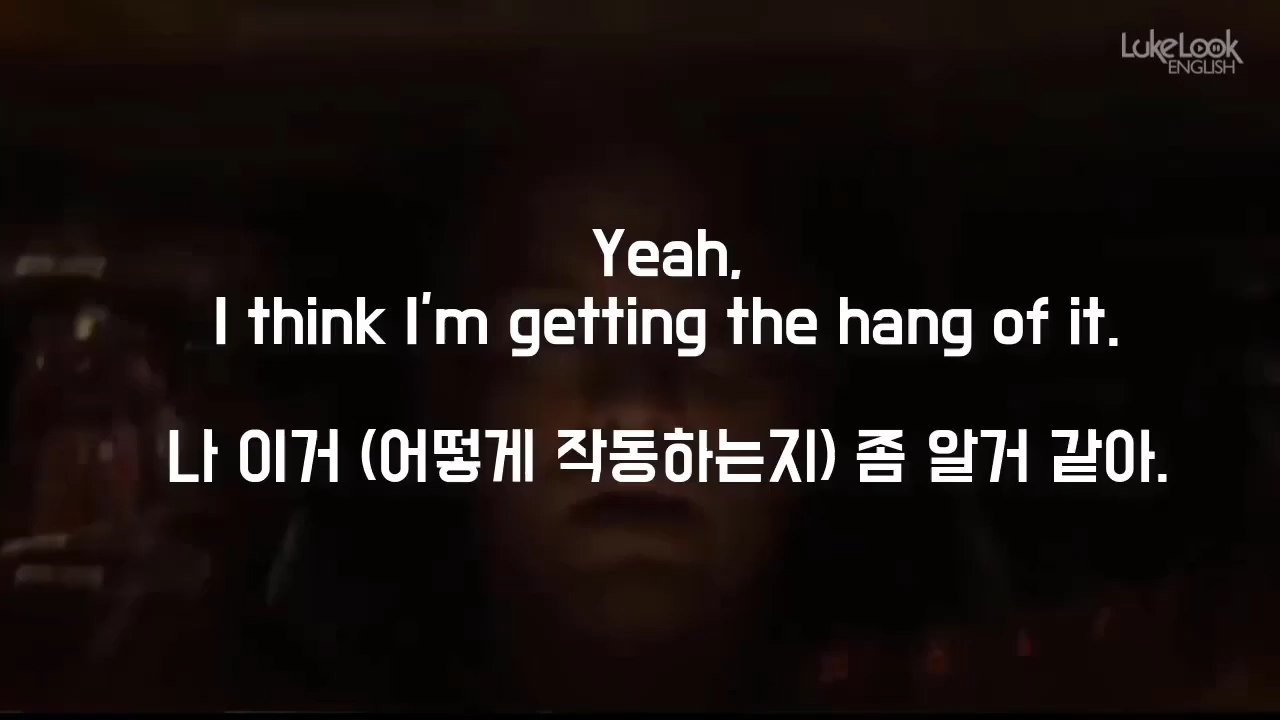 LukeLook
ENGLISH
Yeah,
I think I'm getting the hang of it.
나 이거 (어떻게 작동하는지) 좀 알거 같아.